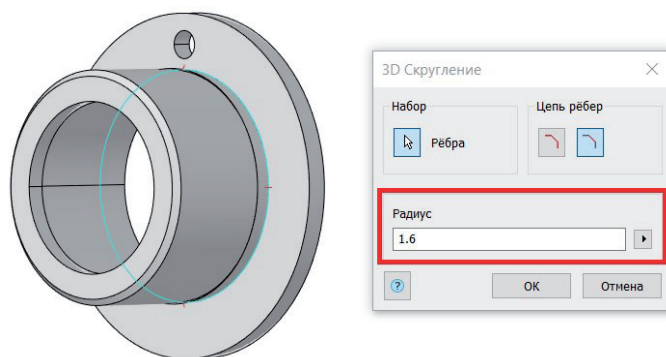 3D Скругление
Набор
Рёбра
Цепь рёбер
Радиус
1.6
?
ОК
Отмена